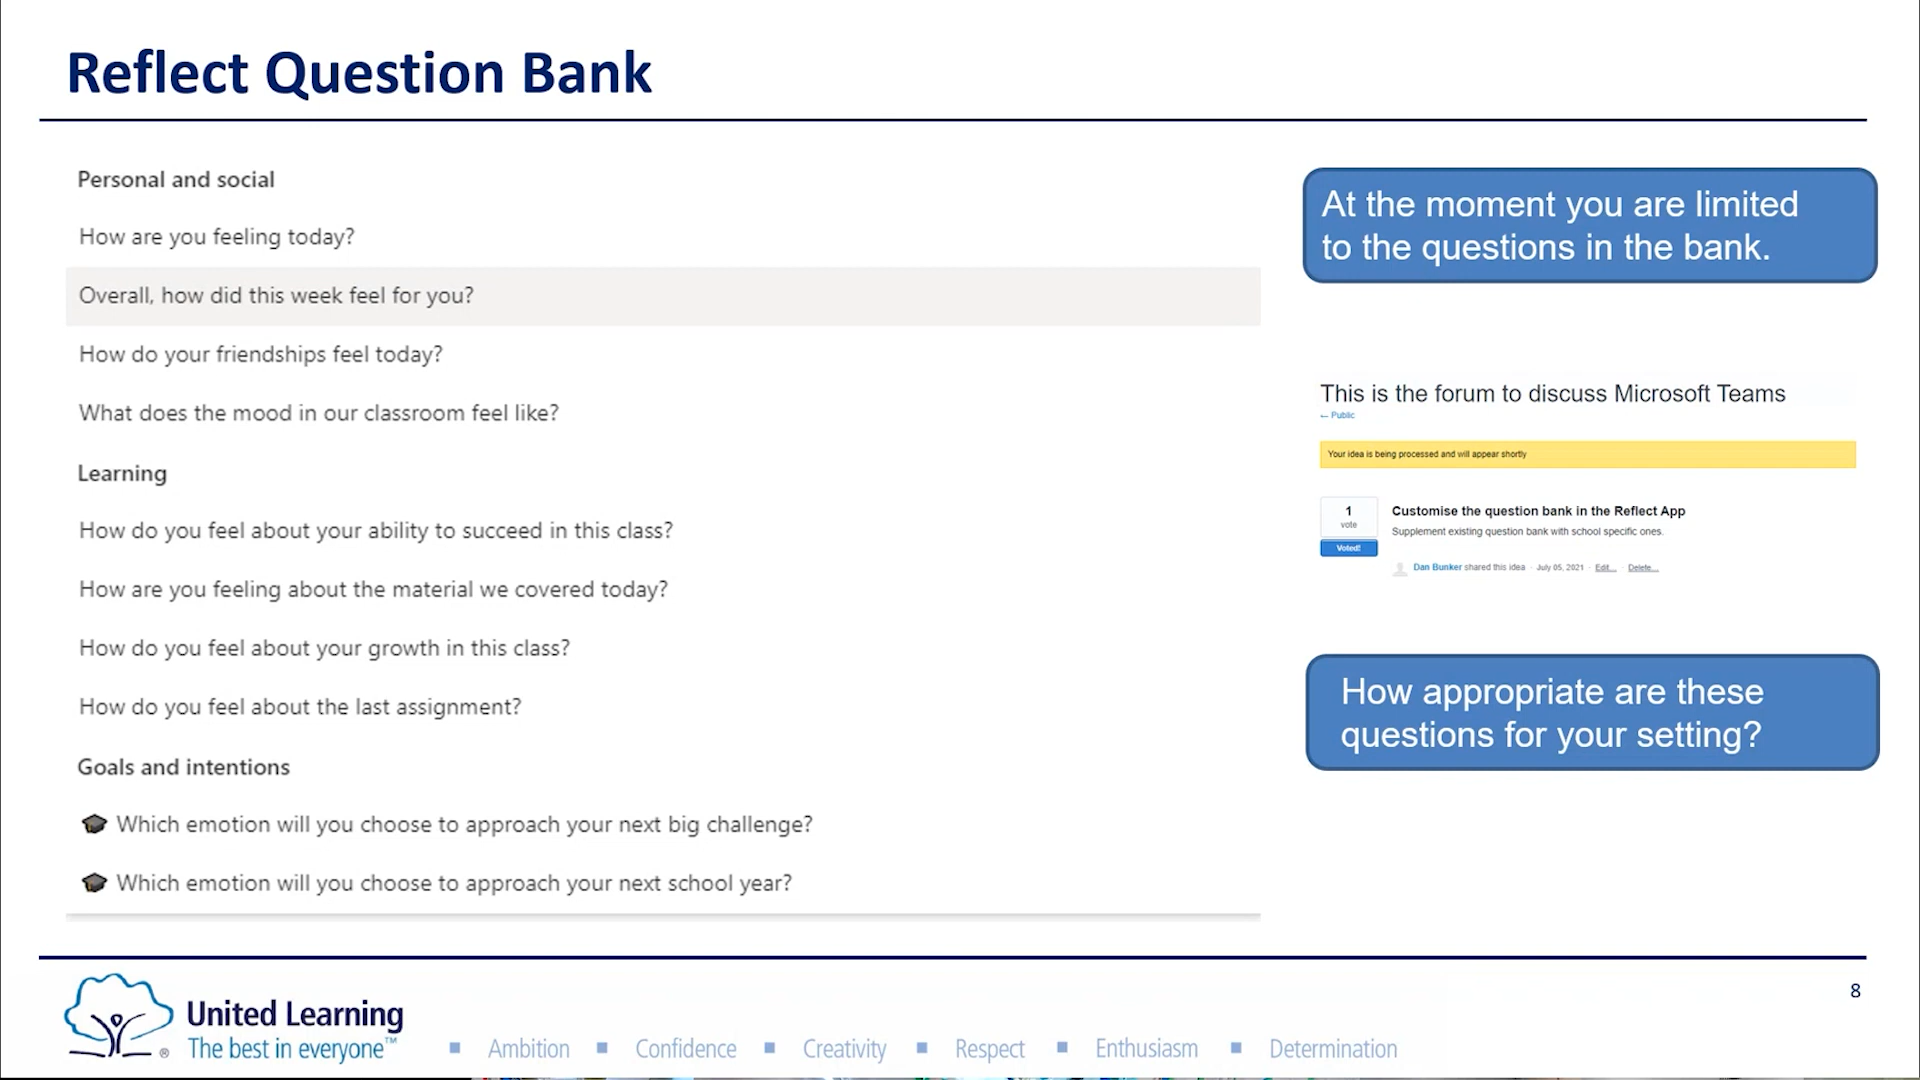 Reflect Question Bank
Personal and social
How are you feeling today?
Overall, how did this week feel for you?
How do your friendships feel today?
What does the mood in our classroom feel like?
Learning
How do you feel about your ability to succeed in this class?
How are you feeling about the material we covered today?
How do you feel about your growth in this class?
How do you feel about the last assignment?
Goals and intentions
Which emotion will you choose to approach your next big challenge?
Which emotion will you choose to approach your next school year?
At the moment you are limited
to the questions in the bank.
This is the forum to discuss Microsoft Teams
← Public
Your idea is being processed and will appear shortly
1
vote
Voted!
Customise the question bank in the Reflect App
Supplement existing question bank with school specific ones.
Dan Bunker shared this idea · July 05, 2021 · Edit... · Delete...
How appropriate are these
questions for your setting?
8
United Learning
The best in everyone™
®
▪ Ambition ▪ Confidence ▪ Creativity ▪ Respect ▪ Enthusiasm ▪ Determination